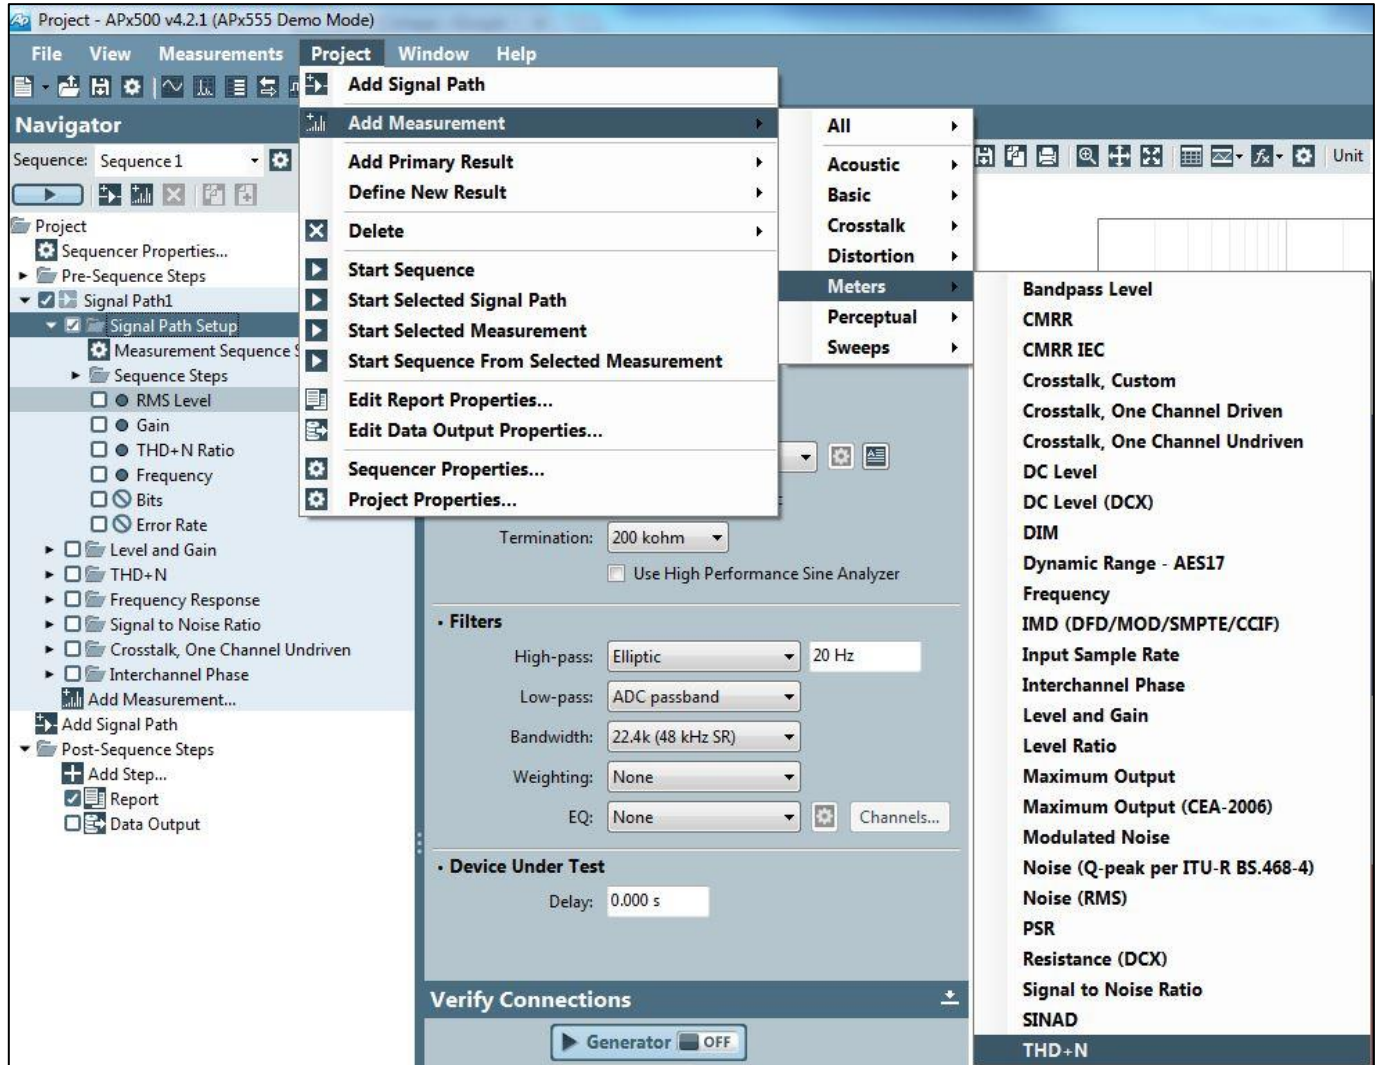 Project - APx500 v4.2.1 (APx555 Demo Mode)
File View Measurements Project Window Help
Navigator
Sequence: Sequence 1
Project
Sequencer Properties...
Pre-Sequence Steps
Signal Path1
Signal Path Setup
Measurement Sequence
Sequence Steps
RMS Level
Gain
THD+N Ratio
Frequency
Bits
Error Rate
Level and Gain
THD+N
Frequency Response
Signal to Noise Ratio
Crosstalk, One Channel Undriven
Interchannel Phase
Add Measurement...
Add Signal Path
Post-Sequence Steps
Add Step...
Report
Data Output
Add Signal Path
Add Measurement
Add Primary Result
Define New Result
Delete
Start Sequence
Start Selected Signal Path
Start Selected Measurement
Start Sequence From Selected Measurement
Edit Report Properties...
Edit Data Output Properties...
Sequencer Properties...
Project Properties...
All
Acoustic
Basic
Crosstalk
Distortion
Meters
Perceptual
Sweeps
Unit
Bandpass Level
CMRR
CMRR IEC
Crosstalk, Custom
Crosstalk, One Channel Driven
Crosstalk, One Channel Undriven
DC Level
DC Level (DCX)
DIM
Dynamic Range - AES17
Frequency
IMD (DFD/MOD/SMPTE/CCIF)
Input Sample Rate
Interchannel Phase
Level and Gain
Level Ratio
Maximum Output
Maximum Output (CEA-2006)
Modulated Noise
Noise (Q-peak per ITU-R BS.468-4)
Noise (RMS)
PSR
Resistance (DCX)
Signal to Noise Ratio
SINAD
THD+N
Termination: 200 kohm
Use High Performance Sine Analyzer
Filters
High-pass: Elliptic 20 Hz
Low-pass: ADC passband
Bandwidth: 22.4k (48 kHz SR)
Weighting: None
EQ: None Channels...
Device Under Test
Delay: 0.000 s
Verify Connections
Generator OFF